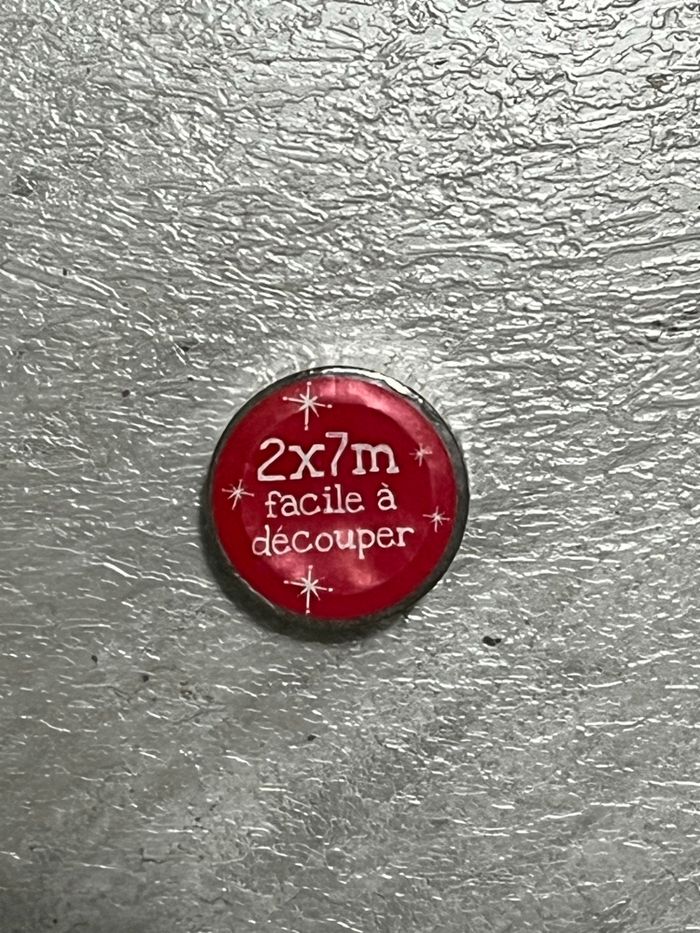 2x7m
facile à
découper